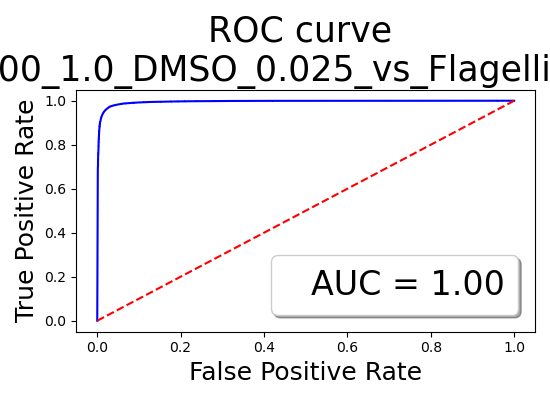 ROC curve
00_1.0_DMSO_0.025_vs_Flagelli
True Positive Rate
1.0
0.8
0.6
0.4
0.2
0.0
AUC = 1.00
0.0 0.2 0.4 0.6 0.8 1.0
False Positive Rate